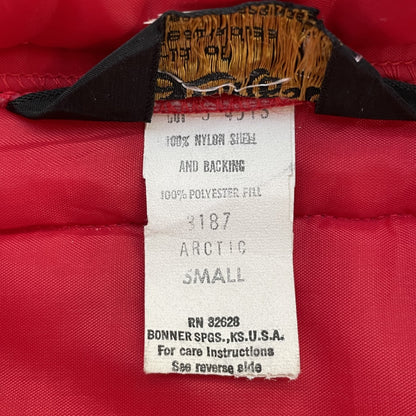 100% NYLON SHELL
AND BACKING
100% POLYESTER FILL
3187
ARCTIC
SMALL
RN 32628
BONNER SPGS.,KS.U.S.A.
For care Instructions
See reverse side